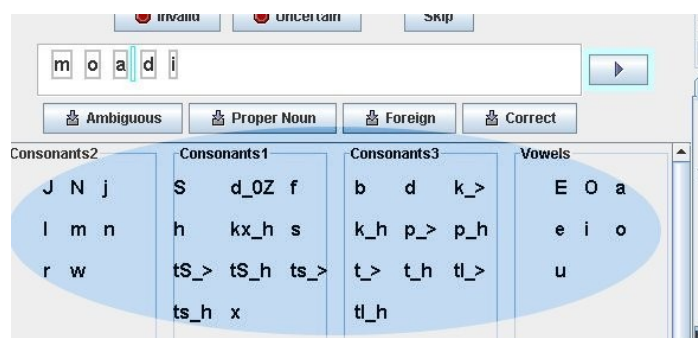 Invalid Uncertain Skip
m o a d i
Ambiguous Proper Noun Foreign Correct
Consonants2 Consonants1 Consonants3 Vowels
J N j S d_0Z f b d k_> E O a
l m n h kx_h s k_h p_> p_h e i o
r w tS_> tS_h ts_> t_> t_h tl_> u
ts_h x tl_h